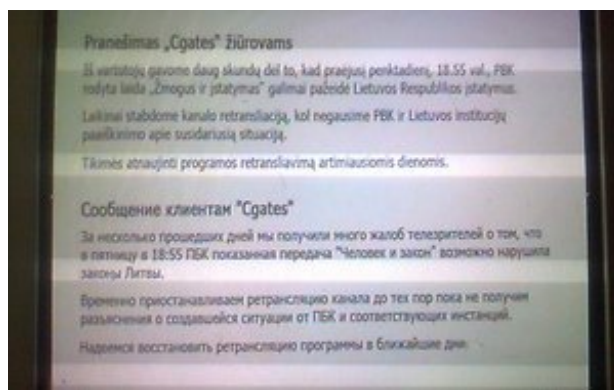 Pranešimas „Cgates" žiūrovams
Iš vartotojų gavome daug skundų dėl to, kad praėjusį penktadienį, 18.55 val., PBK
rodyta laida „Žmogus ir įstatymas" galimai pažeidė Lietuvos Respublikos įstatymus.
Laikinai stabdome kanalo retransliaciją, kol negausime PBK ir Lietuvos institucijų
paaiškinimo apie susidariusią situaciją.
Tikimės atnaujinti programos retransliavimą artimiausiomis dienomis.
Сообщение клиентам "Cgates"
За несколько прошедших дней мы получили много жалоб телезрителей о том, что
в пятницу в 18:55 ПБК показанная передача "Человек и закон" возможно нарушила
законы Литвы.
Временно приостанавливаем ретрансляцию канала до тех пор пока не получим
разъяснения о создавшейся ситуации от ПБК и соответствующих инстанций.
Надеемся восстановить ретрансляцию программы в ближайшие дни.